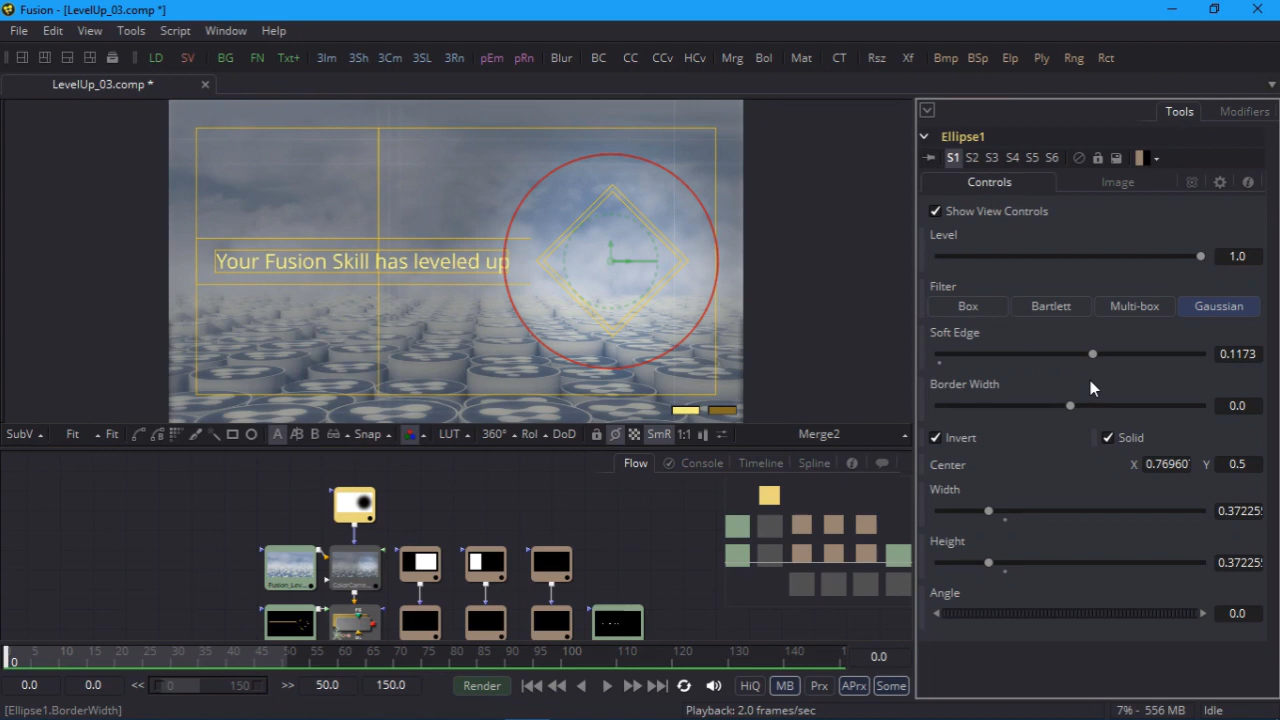 Fusion - [LevelUp_03.comp *]
File Edit View Tools Script Window Help
LD SV BG FN Txt+ 3Im 3Sh 3Cm 3SL 3Rn pEm pRn Blur BC CC CCv HCv Mrg Bol Mat CT Rsz Xf Bmp BSp Elp Ply Rng Rct
LevelUp_03.comp *
Tools Modifiers
Ellipse1
S1 S2 S3 S4 S5 S6
Controls Image
Show View Controls
Level
1.0
Filter
Box Bartlett Multi-box Gaussian
Soft Edge
0.1173
Border Width
0.0
Invert Solid
Center X 0.76960 Y 0.5
Width
0.37225
Height
0.37225
Angle
0.0
Your Fusion Skill has leveled up
SubV Fit Fit A A/B B Snap LUT 360° Rol DoD SmR 1:1 Merge2
Flow Console Timeline Spline
Fusion_Lev...
ColorCorre...
0 5 10 15 20 25 30 35 40 45 50 55 60 65 70 75 80 85 90 95 100 110 120 130 140 1
0.0
0.0 0.0 << 0 150 >> 50.0 150.0 Render HiQ MB Prx APrx Some
[Ellipse1.BorderWidth] Playback: 2.0 frames/sec 7% - 556 MB Idle